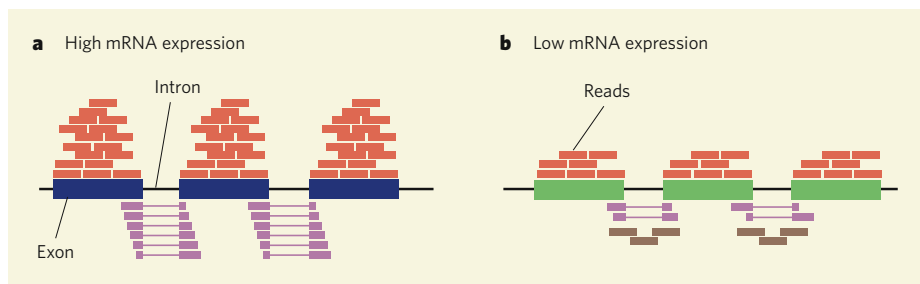 a High mRNA expression
b Low mRNA expression
Intron
Reads
Exon